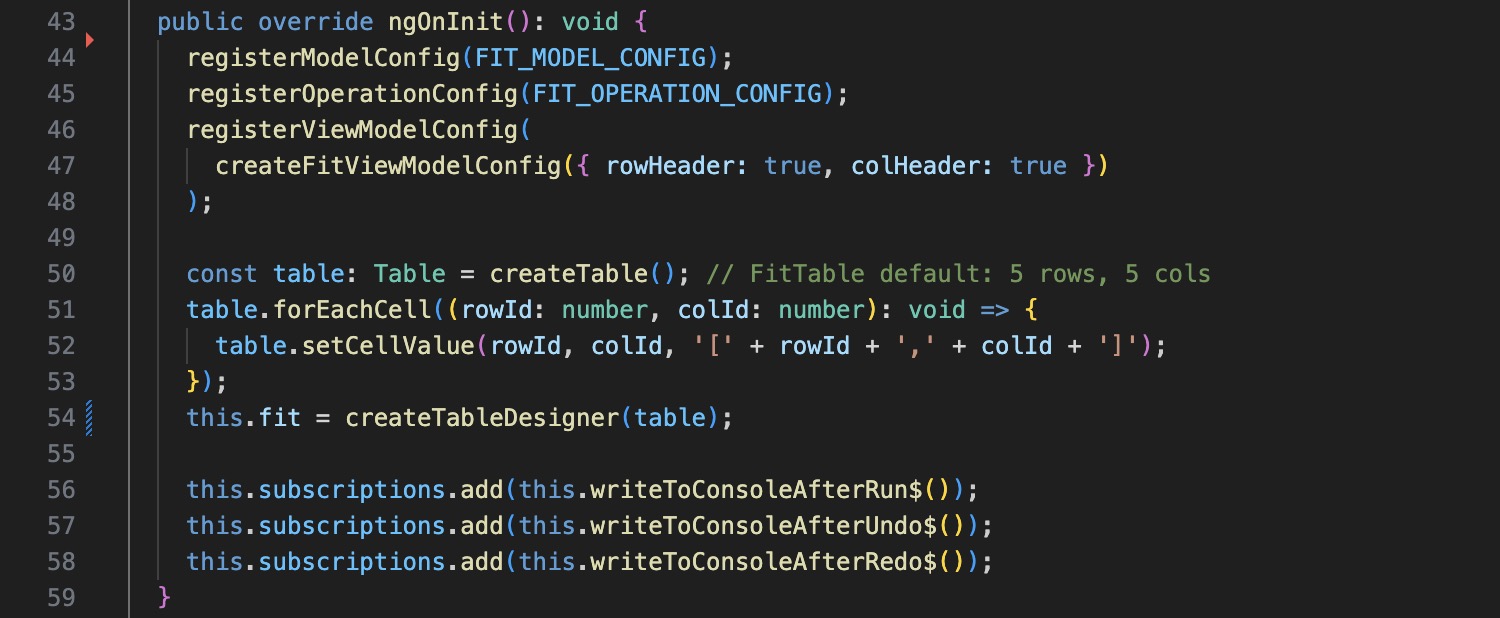 43 public override ngOnInit(): void {
44 registerModelConfig(FIT_MODEL_CONFIG);
45 registerOperationConfig(FIT_OPERATION_CONFIG);
46 registerViewModelConfig(
47 createFitViewModelConfig({ rowHeader: true, colHeader: true })
48 );
49
50 const table: Table = createTable(); // FitTable default: 5 rows, 5 cols
51 table.forEachCell((rowId: number, colId: number): void => {
52 table.setCellValue(rowId, colId, '[' + rowId + ',' + colId + ']');
53 });
54 this.fit = createTableDesigner(table);
55
56 this.subscriptions.add(this.writeToConsoleAfterRun$());
57 this.subscriptions.add(this.writeToConsoleAfterUndo$());
58 this.subscriptions.add(this.writeToConsoleAfterRedo$());
59 }